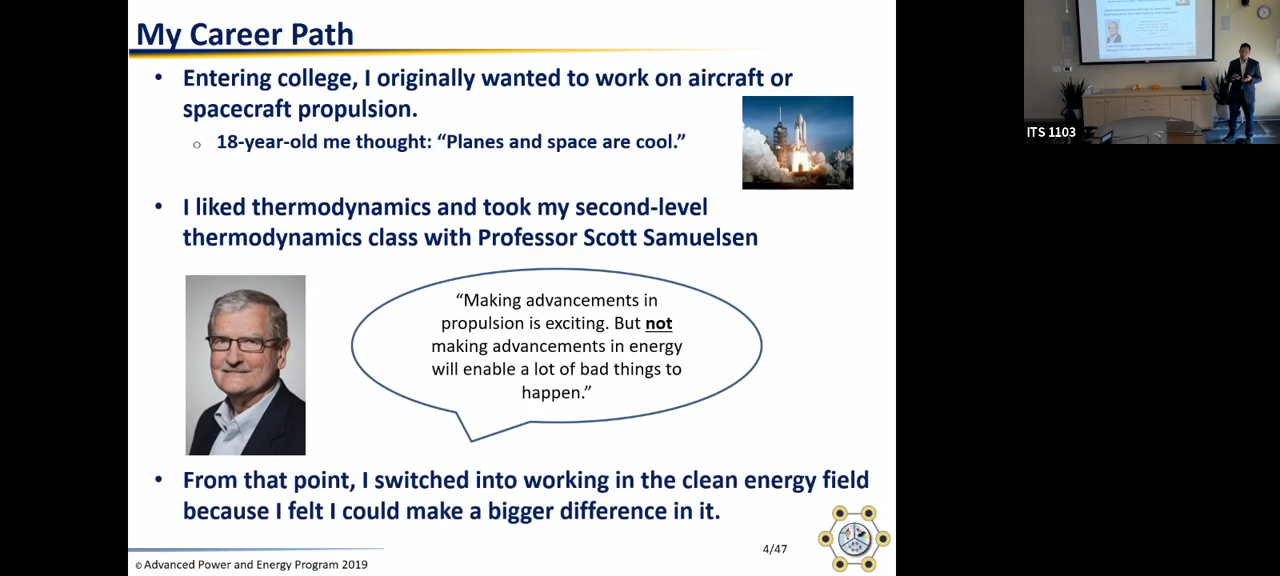 My Career Path
• Entering college, I originally wanted to work on aircraft or
spacecraft propulsion.
o 18-year-old me thought: “Planes and space are cool.”
• I liked thermodynamics and took my second-level
thermodynamics class with Professor Scott Samuelsen
“Making advancements in
propulsion is exciting. But not
making advancements in energy
will enable a lot of bad things to
happen.”
• From that point, I switched into working in the clean energy field
because I felt I could make a bigger difference in it.
4/47
© Advanced Power and Energy Program 2019
ITS 1103